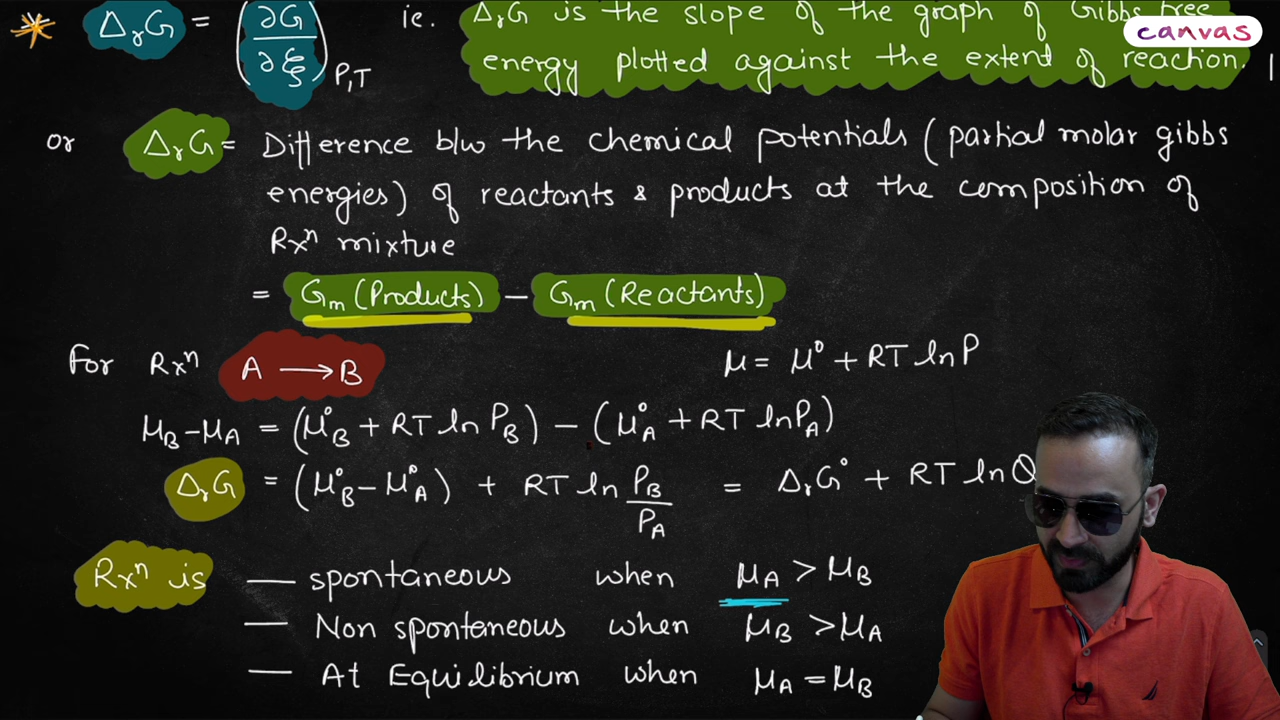 canvas
* ΔrG = (∂G/∂ξ)P,T ie. ΔrG is the slope of the graph of Gibbs free
energy plotted against the extent of reaction.
or ΔrG = Difference b/w the chemical potentials (partial molar gibbs
energies) of reactants & products at the composition of
Rxⁿ mixture
= Gm (Products) - Gm (Reactants)
For Rxⁿ A → B μ = μ° + RT ln P
μB - μA = (μ°B + RT ln PB) - (μ°A + RT ln PA)
ΔrG = (μ°B - μ°A) + RT ln PB/PA = ΔrG° + RT ln Q
Rxⁿ is — spontaneous when μA > μB
— Non spontaneous when μB > μA
— At Equilibrium when μA = μB